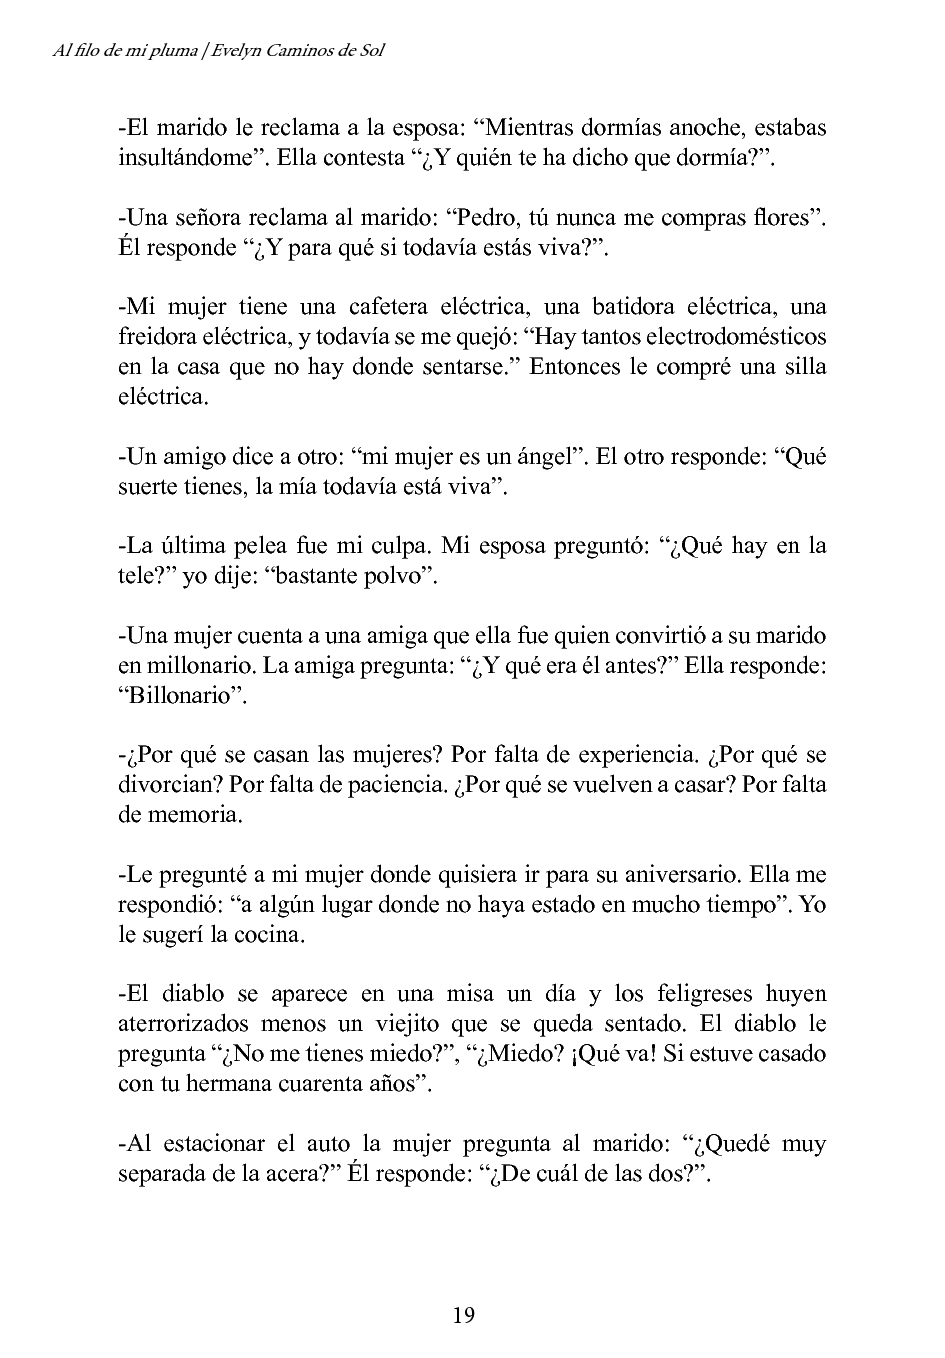 Al filo de mi pluma | Evelyn Caminos de Sol
-El marido le reclama a la esposa: “Mientras dormías anoche, estabas
insultándome”. Ella contesta “¿Y quién te ha dicho que dormía?”.
-Una señora reclama al marido: “Pedro, tú nunca me compras flores”.
Él responde “¿Y para qué si todavía estás viva?”.
-Mi mujer tiene una cafetera eléctrica, una batidora eléctrica, una
freidora eléctrica, y todavía se me quejó: “Hay tantos electrodomésticos
en la casa que no hay donde sentarse.” Entonces le compré una silla
eléctrica.
-Un amigo dice a otro: “mi mujer es un ángel”. El otro responde: “Qué
suerte tienes, la mía todavía está viva”.
-La última pelea fue mi culpa. Mi esposa preguntó: “¿Qué hay en la
tele?” yo dije: “bastante polvo”.
-Una mujer cuenta a una amiga que ella fue quien convirtió a su marido
en millonario. La amiga pregunta: “¿Y qué era él antes?” Ella responde:
“Billonario”.
-¿Por qué se casan las mujeres? Por falta de experiencia. ¿Por qué se
divorcian? Por falta de paciencia. ¿Por qué se vuelven a casar? Por falta
de memoria.
-Le pregunté a mi mujer donde quisiera ir para su aniversario. Ella me
respondió: “a algún lugar donde no haya estado en mucho tiempo”. Yo
le sugerí la cocina.
-El diablo se aparece en una misa un día y los feligreses huyen
aterrorizados menos un viejito que se queda sentado. El diablo le
pregunta “¿No me tienes miedo?”, “¿Miedo? ¡Qué va! Si estuve casado
con tu hermana cuarenta años”.
-Al estacionar el auto la mujer pregunta al marido: “¿Quedé muy
separada de la acera?” Él responde: “¿De cuál de las dos?”.
19